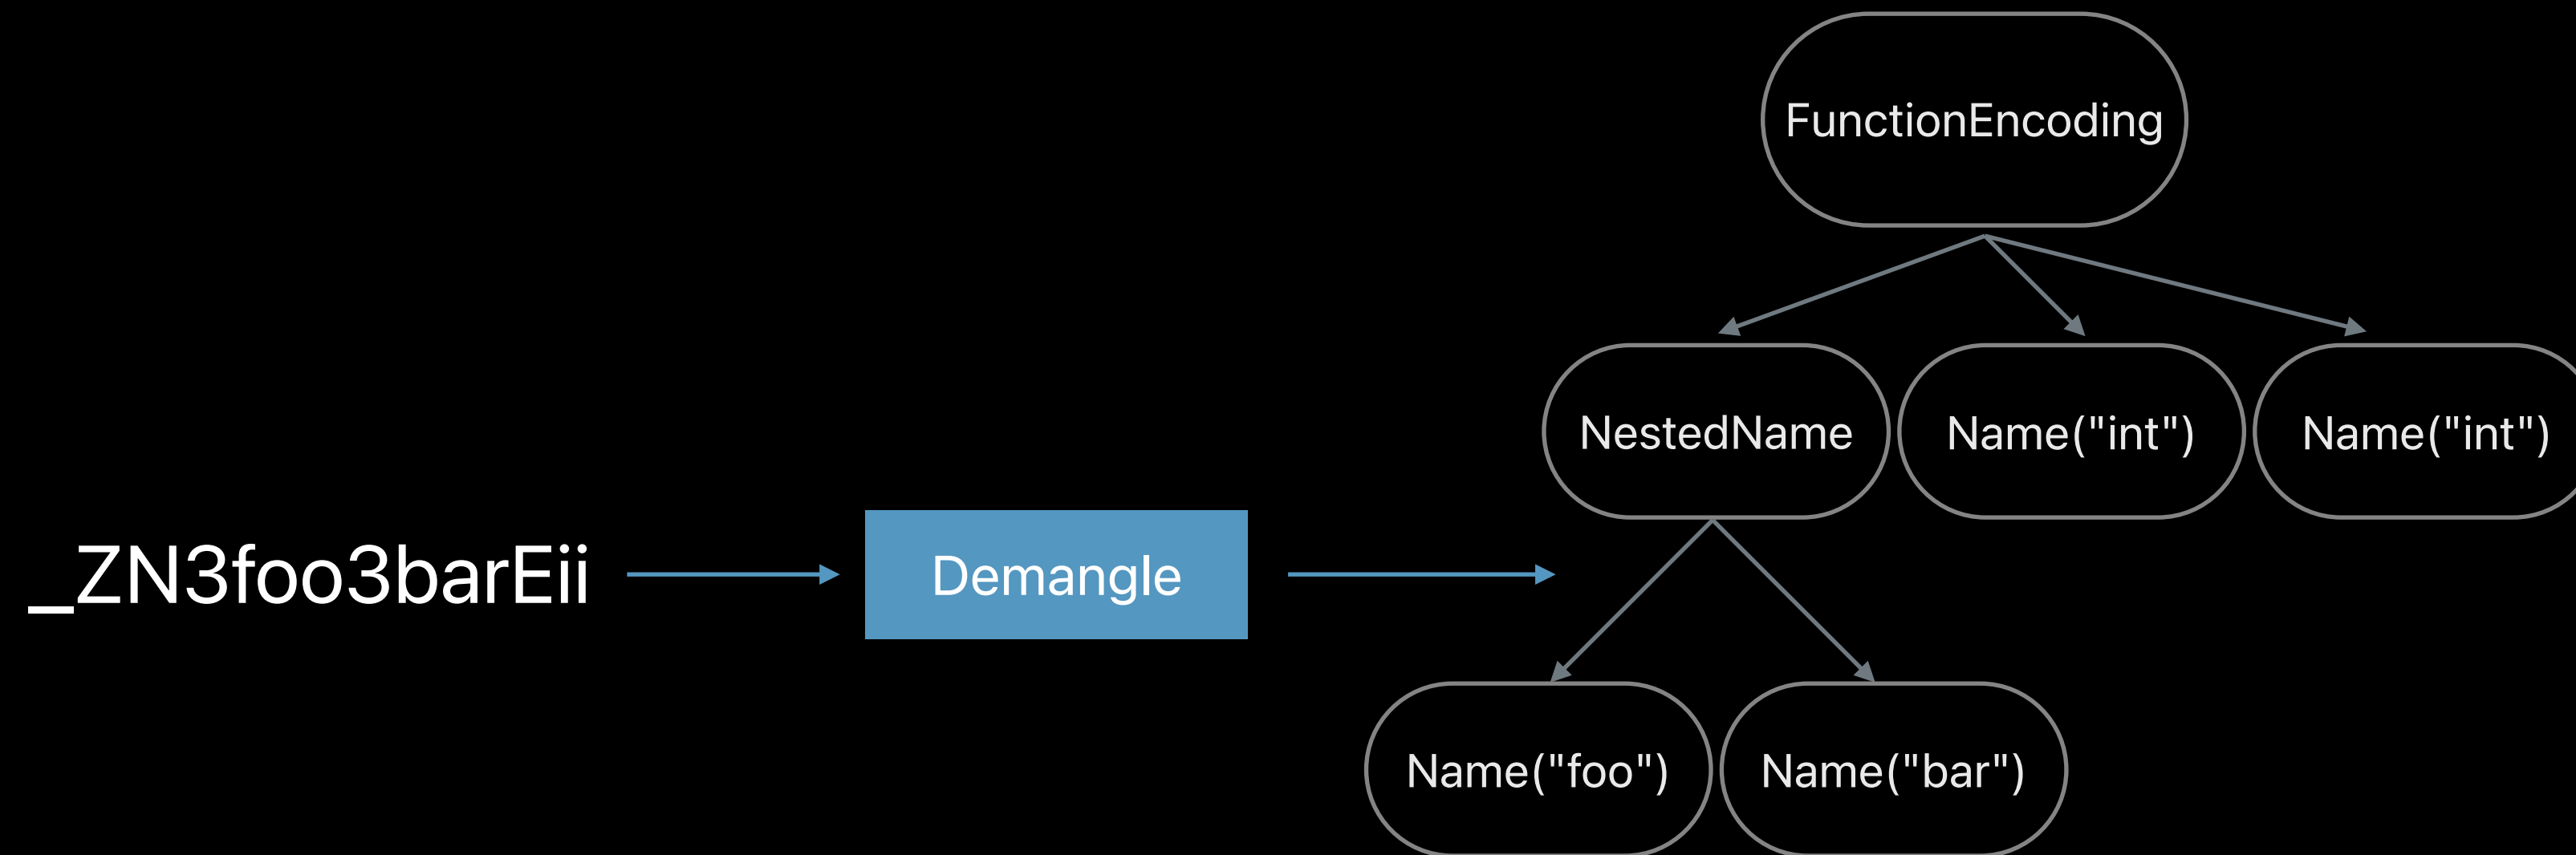 FunctionEncoding
NestedName
Name("int")
Name("int")
_ZN3foo3barEii
Demangle
Name("foo")
Name("bar")